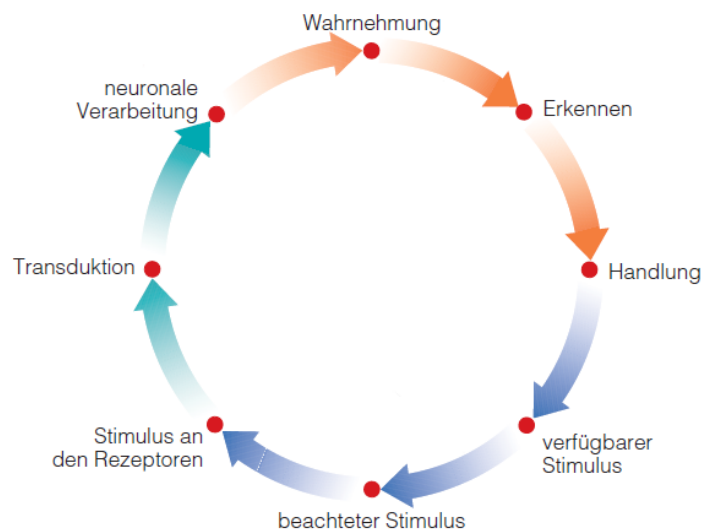 Wahrnehmung
Erkennen
Handlung
verfügbarer
Stimulus
beachteter Stimulus
Stimulus an
den Rezeptoren
Transduktion
neuronale
Verarbeitung